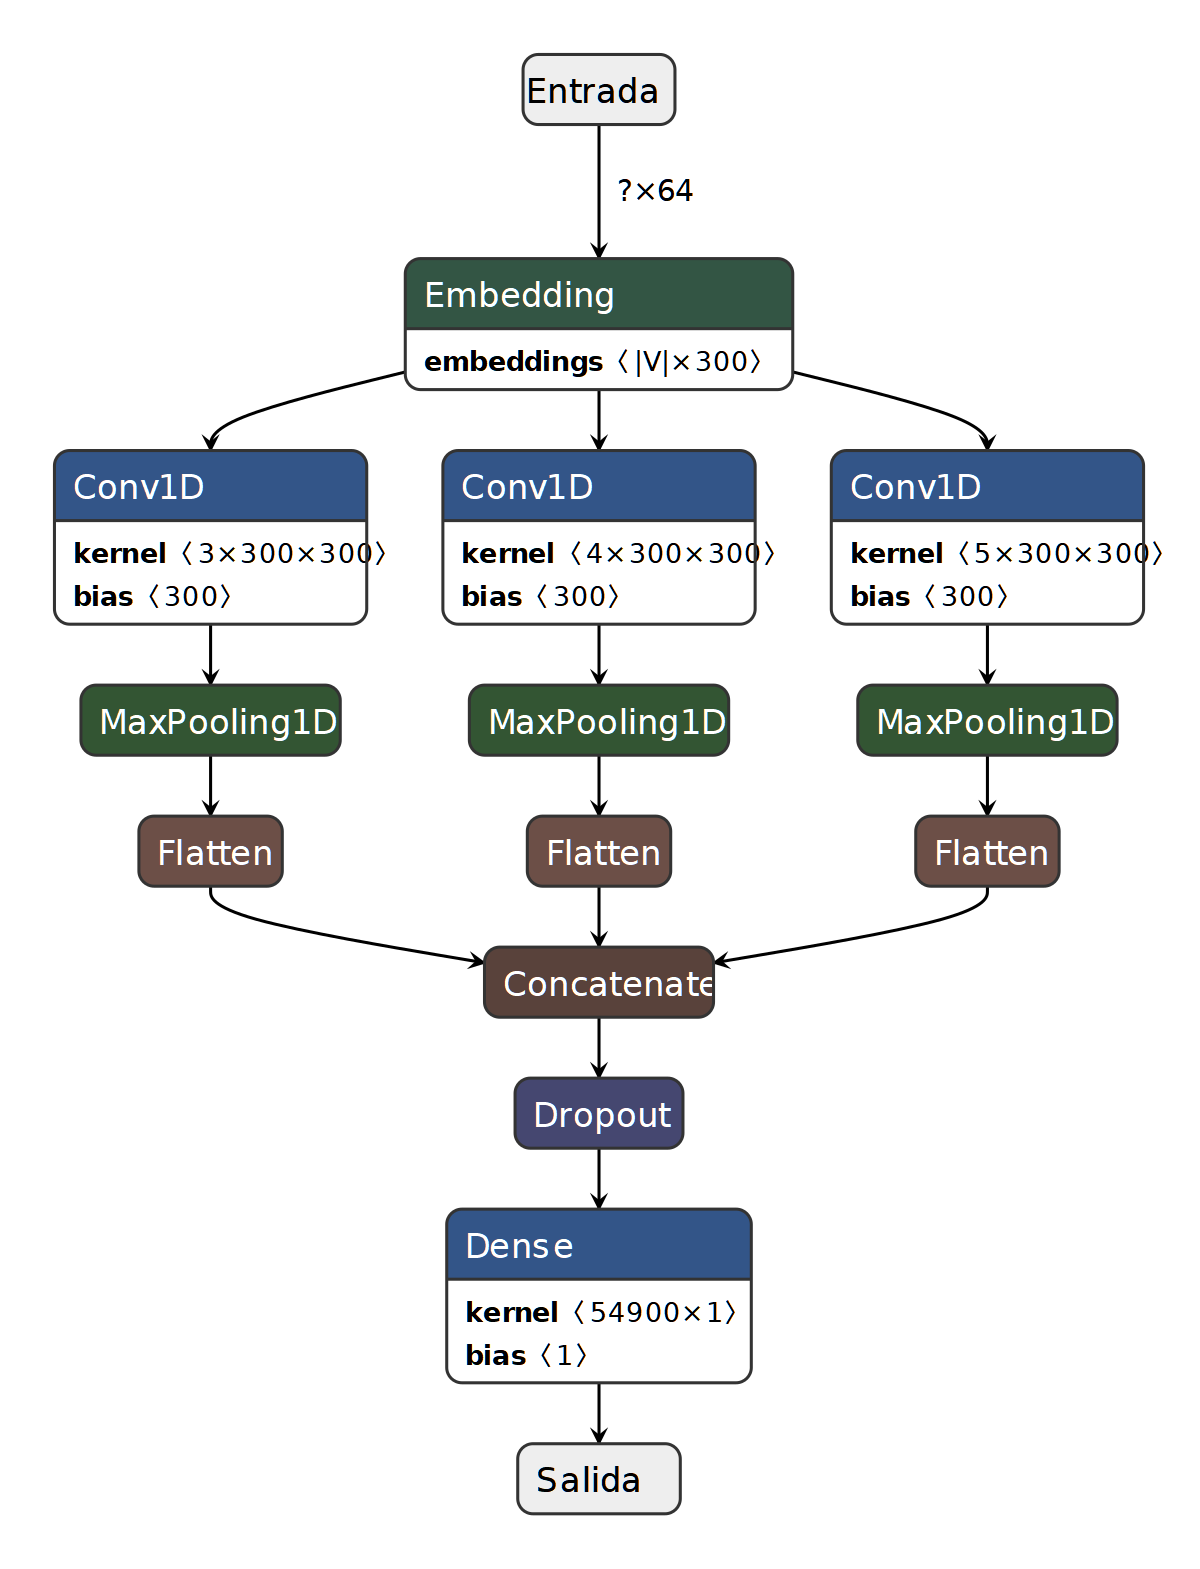 Entrada
?×64
Embedding
embeddings 〈|V|×300〉
Conv1D
kernel 〈3×300×300〉
bias 〈300〉
Conv1D
kernel 〈4×300×300〉
bias 〈300〉
Conv1D
kernel 〈5×300×300〉
bias 〈300〉
MaxPooling1D
MaxPooling1D
MaxPooling1D
Flatten
Flatten
Flatten
Concatenate
Dropout
Dense
kernel 〈54900×1〉
bias 〈1〉
Salida